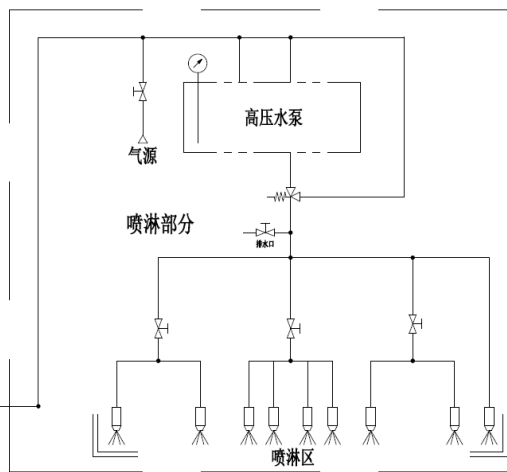 高压水泵
气源
喷淋部分
排水口
喷淋区